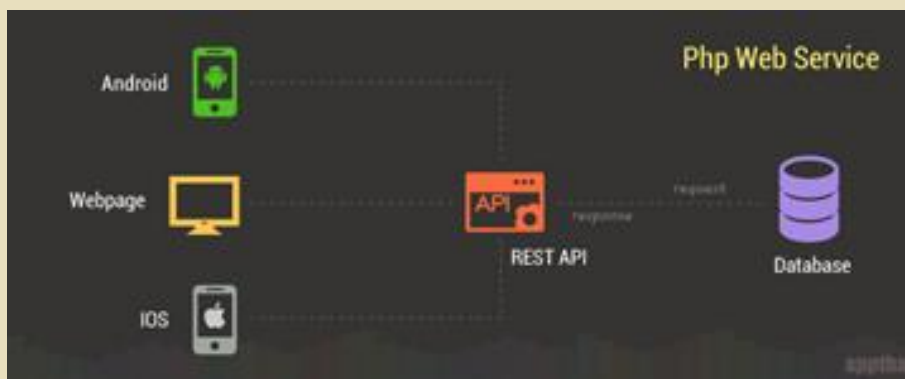 Php Web Service
Android
Webpage
API
request
response
REST API
Database
IOS